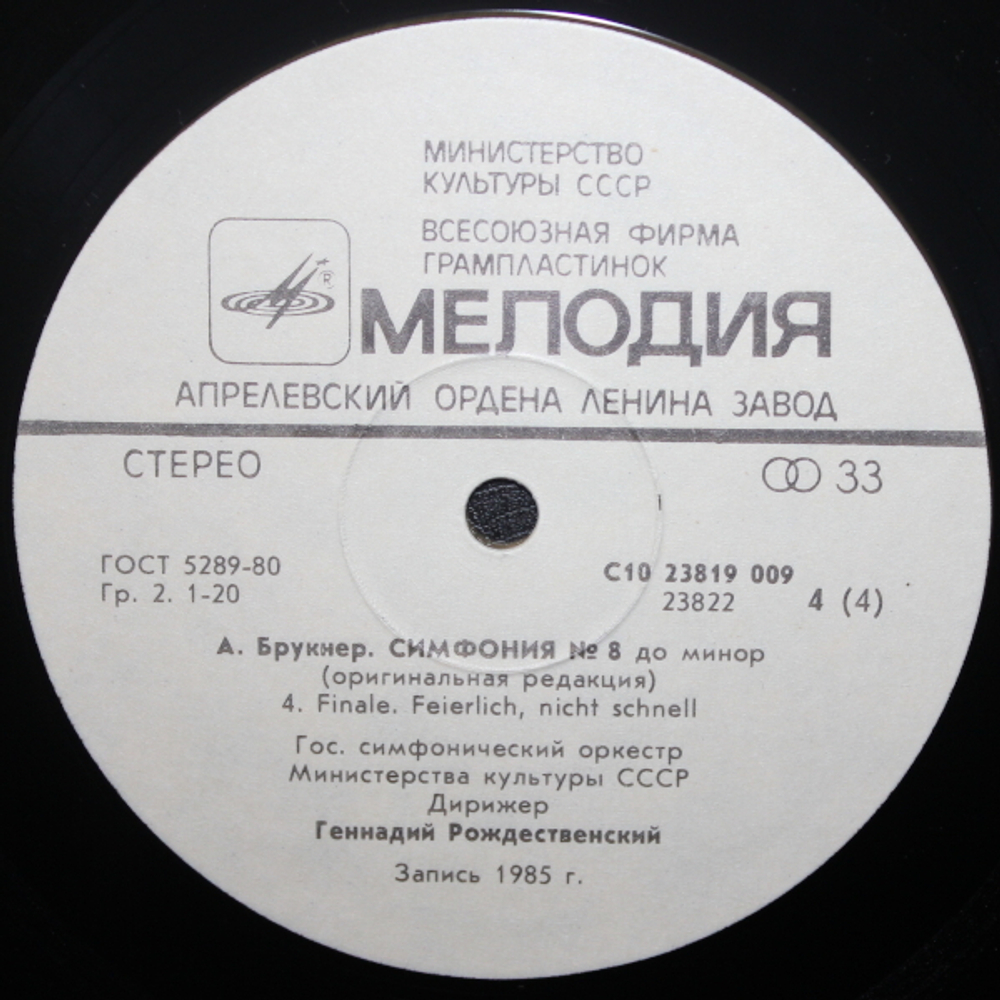 МИНИСТЕРСТВО
КУЛЬТУРЫ СССР
ВСЕСОЮЗНАЯ ФИРМА
ГРАМПЛАСТИНОК
®
МЕЛОДИЯ
АПРЕЛЕВСКИЙ ОРДЕНА ЛЕНИНА ЗАВОД
СТЕРЕО 33
ГОСТ 5289-80 С10 23819 009
Гр. 2. 1-20 23822 4 (4)
А. Брукнер. СИМФОНИЯ № 8 до минор
(оригинальная редакция)
4. Finale. Feierlich, nicht schnell
Гос. симфонический оркестр
Министерства культуры СССР
Дирижер
Геннадий Рождественский
Запись 1985 г.